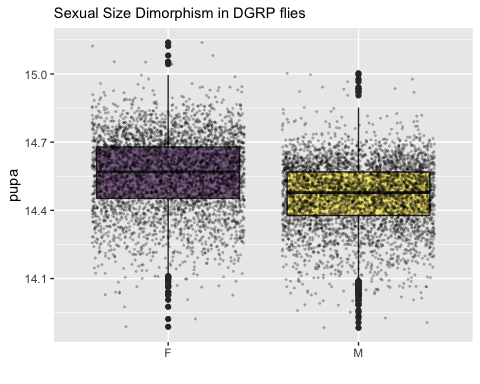 Sexual Size Dimorphism in DGRP flies
pupa
15.0
14.7
14.4
14.1
F
M